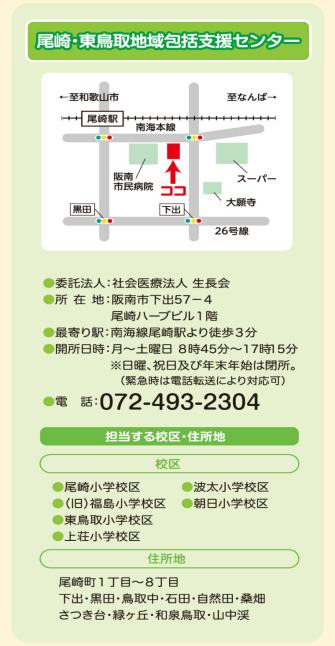 尾崎・東鳥取地域包括支援センター
←至和歌山市
至なんば→
尾崎駅
南海本線
阪南
市民病院
ココ
スーパー
大願寺
黒田
下出
26号線
●委託法人：社会医療法人 生長会
●所在地：阪南市下出57－4
尾崎ハーブビル1階
●最寄り駅：南海線尾崎駅より徒歩3分
●開所日時：月～土曜日 8時45分～17時15分
※日曜、祝日及び年末年始は閉所。
（緊急時は電話転送により対応可）
●電　話：072-493-2304
担当する校区・住所地
校区
●尾崎小学校区
●波太小学校区
●（旧）福島小学校区
●朝日小学校区
●東鳥取小学校区
●上荘小学校区
住所地
尾崎町1丁目～8丁目
下出・黒田・鳥取中・石田・自然田・桑畑
さつき台・緑ヶ丘・和泉鳥取・山中渓